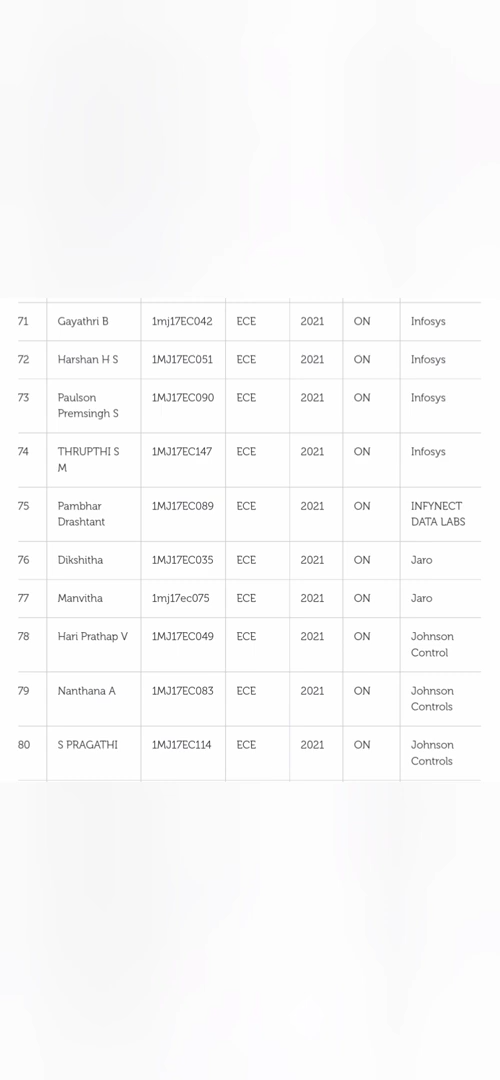 71 Gayathri B 1mj17EC042 ECE 2021 ON Infosys
72 Harshan H S 1MJ17EC051 ECE 2021 ON Infosys
73 Paulson 1MJ17EC090 ECE 2021 ON Infosys
Premsingh S
74 THRUPTHI S 1MJ17EC147 ECE 2021 ON Infosys
M
75 Pambhar 1MJ17EC089 ECE 2021 ON INFYNECT
Drashtant DATA LABS
76 Dikshitha 1MJ17EC035 ECE 2021 ON Jaro
77 Manvitha 1mj17ec075 ECE 2021 ON Jaro
78 Hari Prathap V 1MJ17EC049 ECE 2021 ON Johnson
Control
79 Nanthana A 1MJ17EC083 ECE 2021 ON Johnson
Controls
80 S PRAGATHI 1MJ17EC114 ECE 2021 ON Johnson
Controls